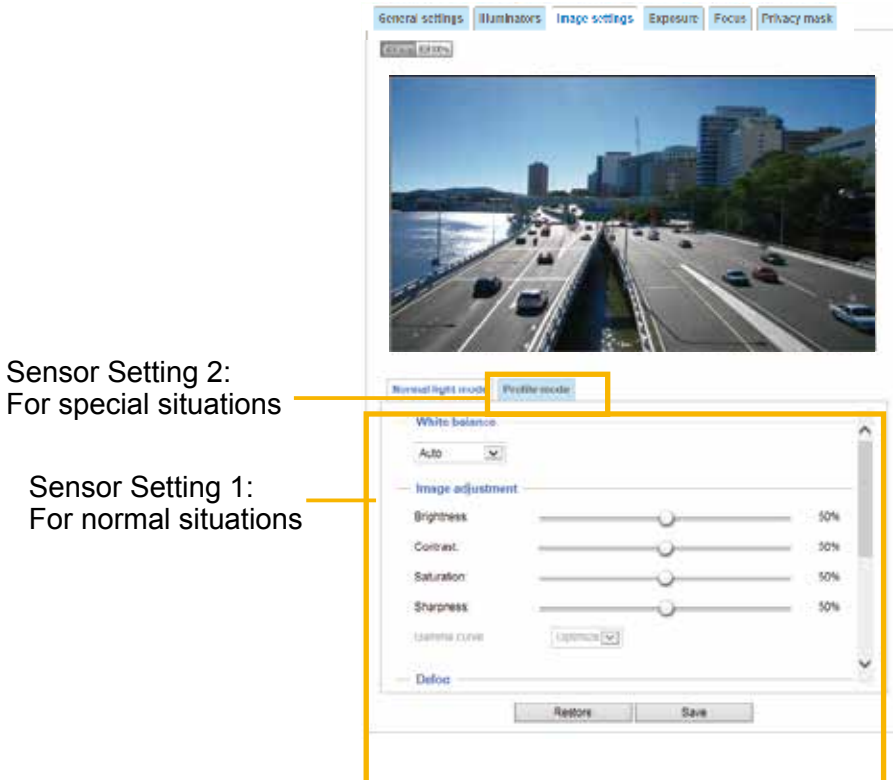 General settings Illuminators Image settings Exposure Focus Privacy mask
Sensor Setting 2:
For special situations
Normal light mode Profile mode
White balance
Auto
Sensor Setting 1:
For normal situations
Image adjustment
Brightness 50%
Contrast: 50%
Saturation 50%
Sharpness 50%
Gamma curve Optimize
Defog
Restore Save